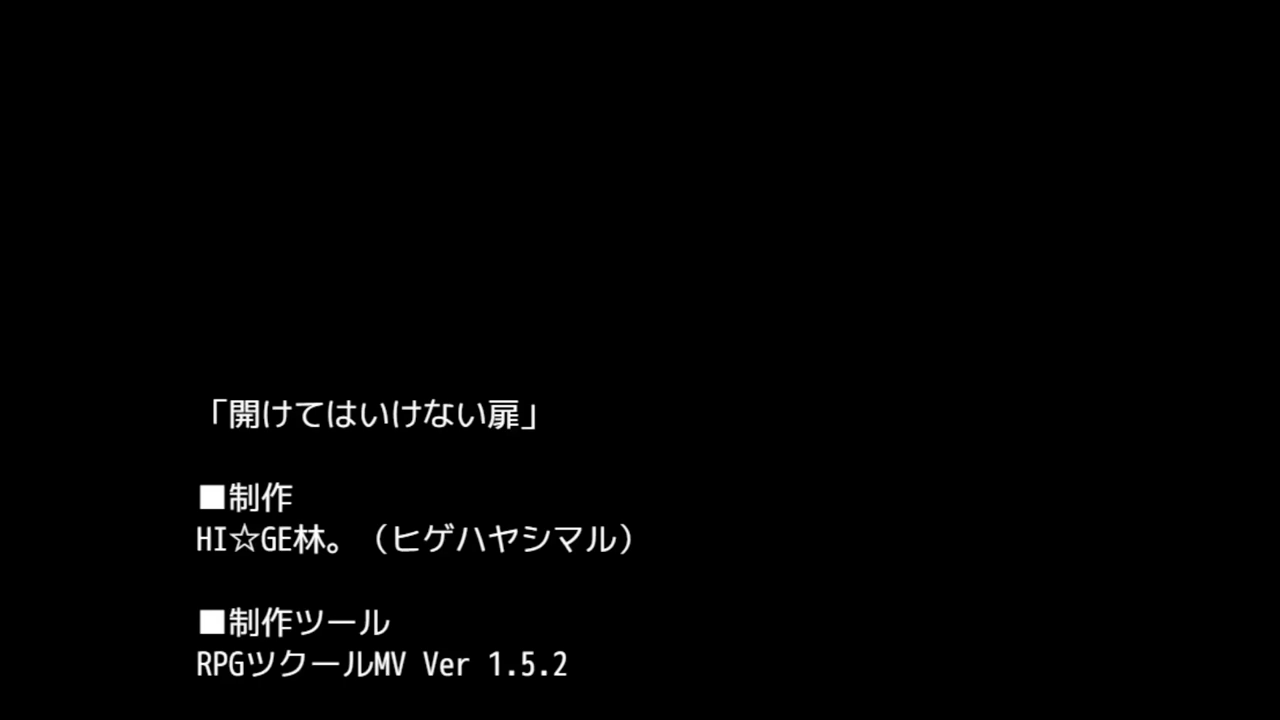 「開けてはいけない扉」
■制作
HI☆GE林。（ヒゲハヤシマル）
■制作ツール
RPGツクールMV Ver 1.5.2